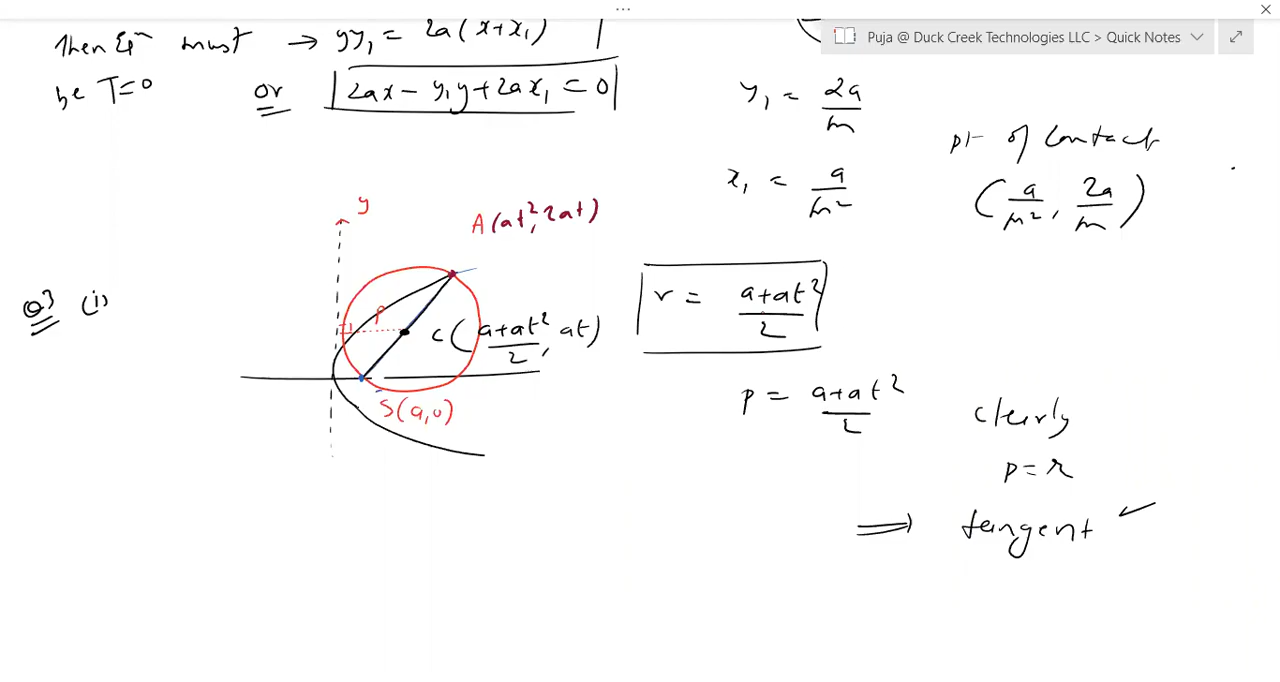 ...
Then Eqn must → yy₁ = 2a(x+x₁)
Puja @ Duck Creek Technologies LLC > Quick Notes
be T=0 or 2ax - y₁y + 2ax₁ = 0
y₁ = 2a/m
pt of contact
x₁ = a/m²
(a/m², 2a/m)
y
A(at², 2at)
Q3 (i)
p
C(a+at²/2, at)
r = a+at²/2
S(a,0)
p = a+at²/2
clearly
p=r
⟹ tangent ✓